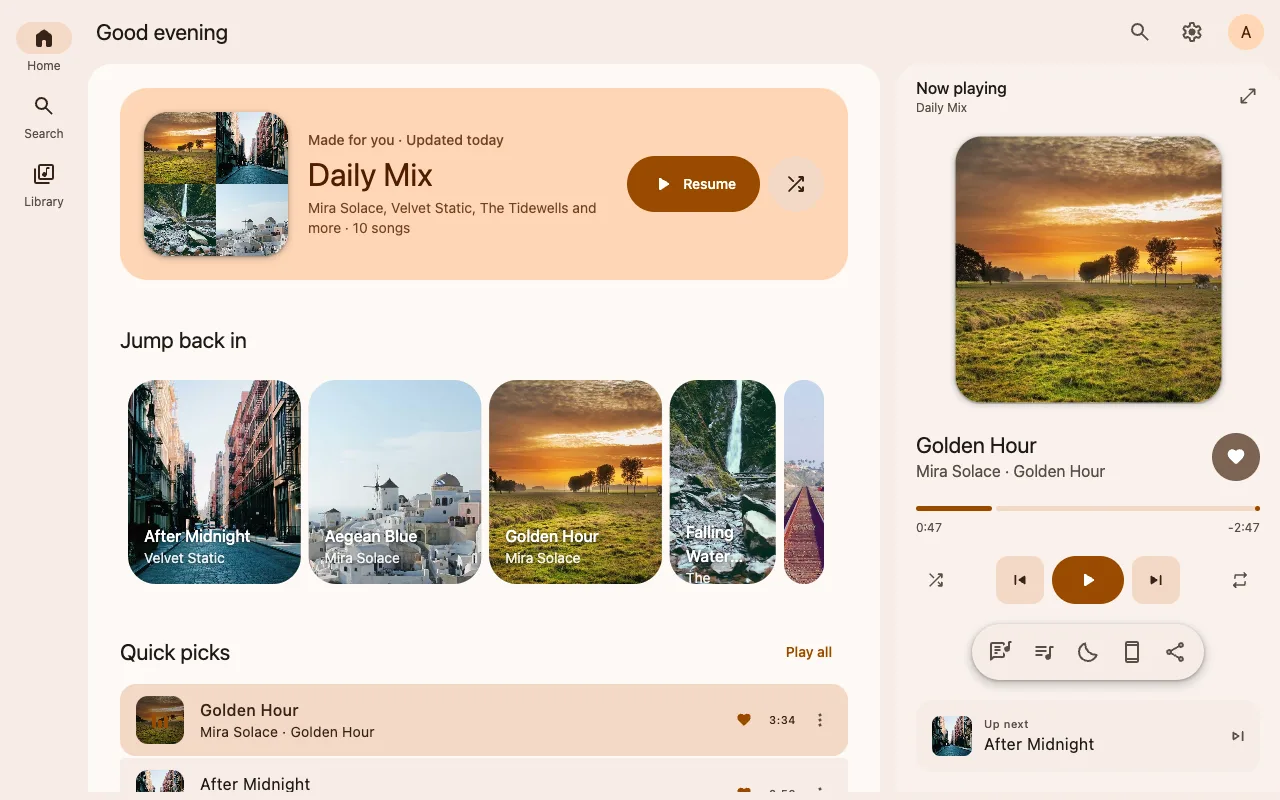 Good evening
A
Home
Search
Library
Made for you · Updated today
Daily Mix
Mira Solace, Velvet Static, The Tidewells and
more · 10 songs
Resume
Jump back in
After Midnight
Velvet Static
Aegean Blue
Mira Solace
Golden Hour
Mira Solace
Falling
Water…
The
Quick picks
Play all
Golden Hour
Mira Solace · Golden Hour
3:34
After Midnight
Now playing
Daily Mix
Golden Hour
Mira Solace · Golden Hour
0:47
-2:47
Up next
After Midnight